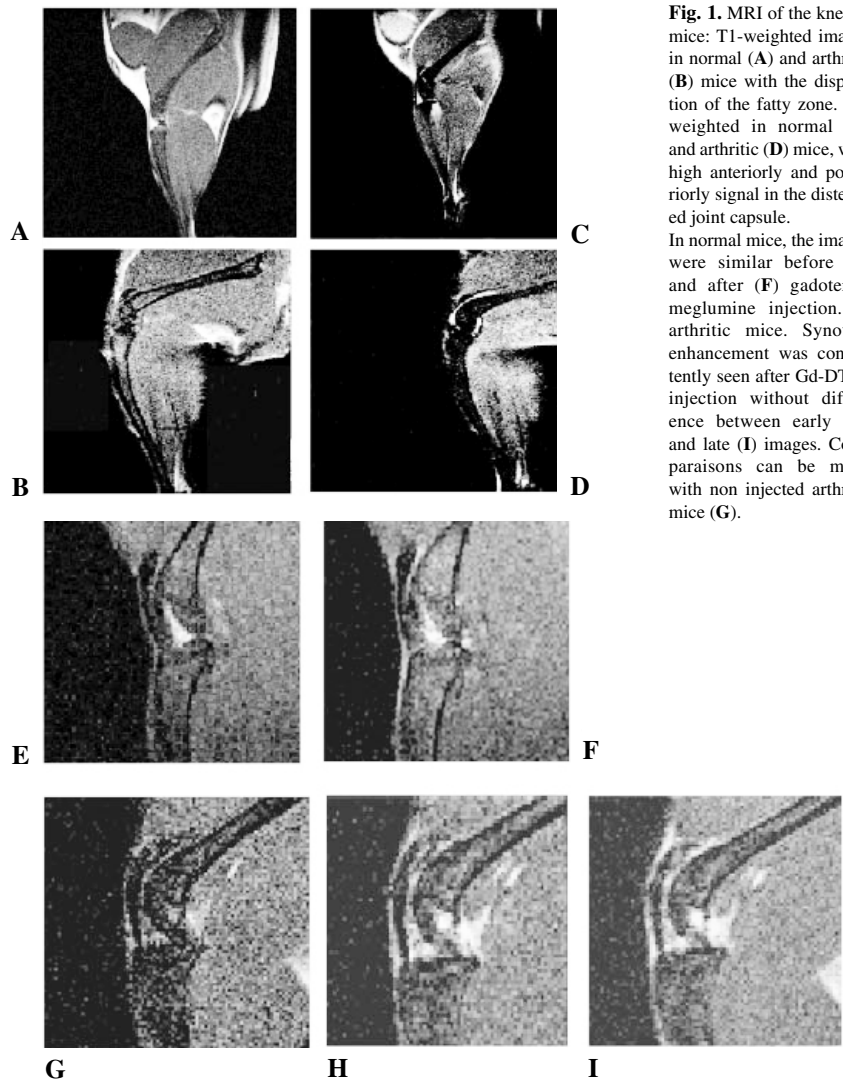 Fig. 1. MRI of the kne
mice: T1-weighted ima
in normal (A) and arthr
(B) mice with the disp
tion of the fatty zone.
weighted in normal
and arthritic (D) mice, w
high anteriorly and po
riorly signal in the diste
ed joint capsule.
In normal mice, the ima
were similar before
and after (F) gadoter
meglumine injection.
arthritic mice. Synov
enhancement was con
tently seen after Gd-DT
injection without diff
ence between early
and late (I) images. Co
paraisons can be m
with non injected arthr
mice (G).
A
C
B
D
E
F
G
H
I